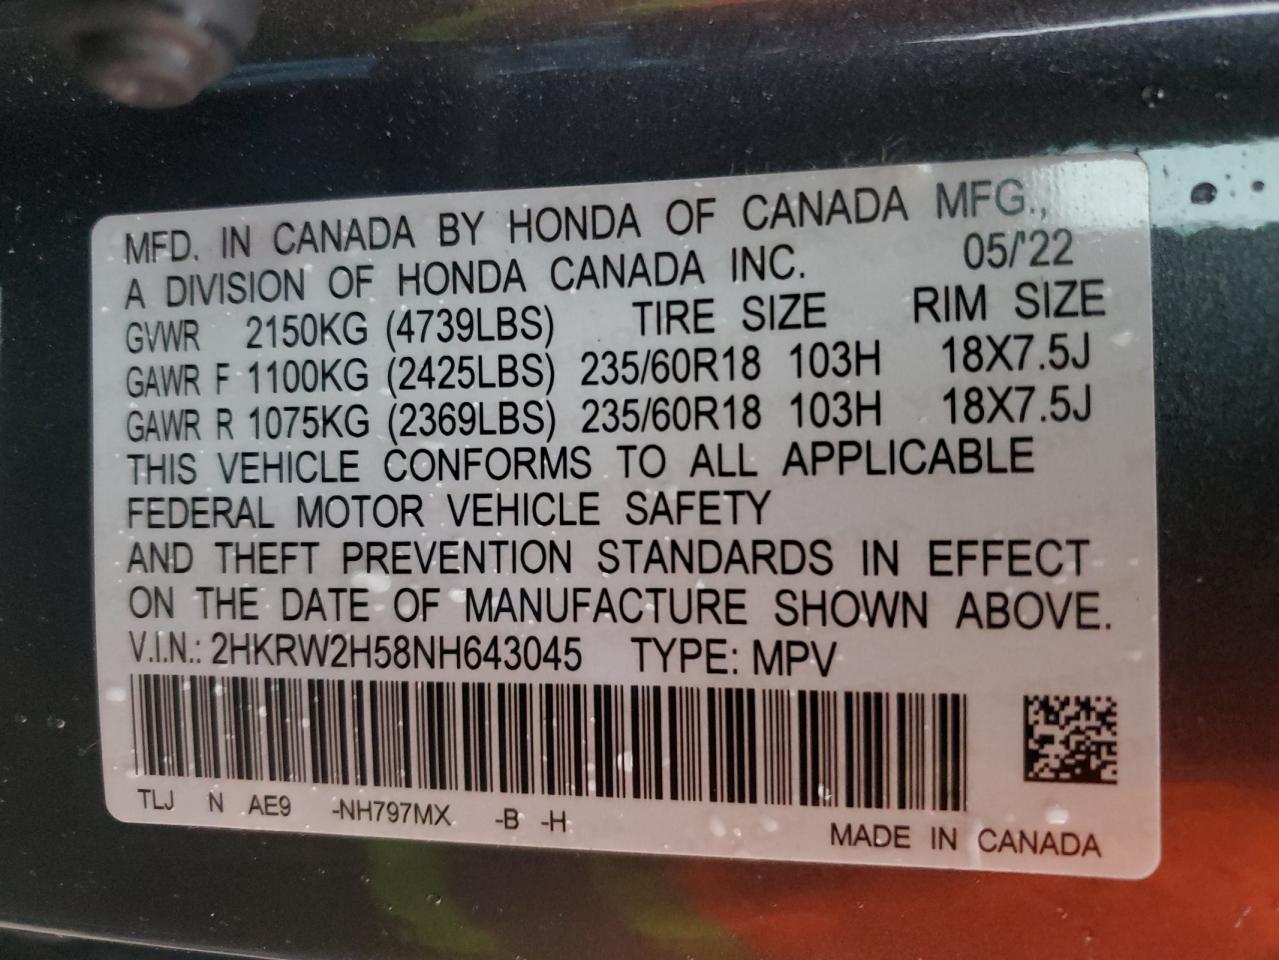 MFD. IN CANADA BY HONDA OF CANADA MFG.,
A DIVISION OF HONDA CANADA INC. 05/'22
GVWR 2150KG (4739LBS) TIRE SIZE RIM SIZE
GAWR F 1100KG (2425LBS) 235/60R18 103H 18X7.5J
GAWR R 1075KG (2369LBS) 235/60R18 103H 18X7.5J
THIS VEHICLE CONFORMS TO ALL APPLICABLE
FEDERAL MOTOR VEHICLE SAFETY
AND THEFT PREVENTION STANDARDS IN EFFECT
ON THE DATE OF MANUFACTURE SHOWN ABOVE.
V.I.N.: 2HKRW2H58NH643045 TYPE: MPV
TLJ N AE9 -NH797MX -B -H
MADE IN CANADA